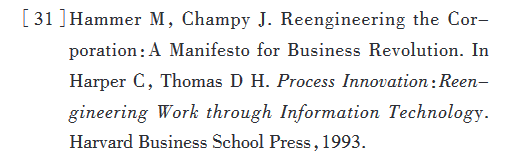 [31]Hammer M, Champy J. Reengineering the Cor-
poration:A Manifesto for Business Revolution. In
Harper C, Thomas D H. Process Innovation:Reen-
gineering Work through Information Technology.
Harvard Business School Press,1993.